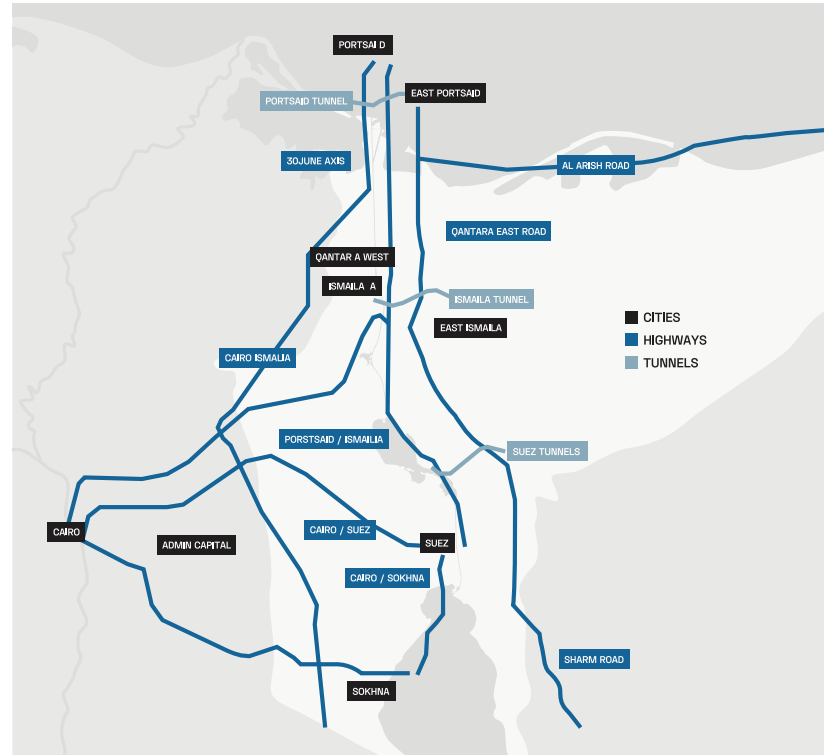 PORTSAI D
EAST PORTSAID
PORTSAID TUNNEL
30JUNE AXIS
AL ARISH ROAD
QANTARA EAST ROAD
QANTAR A WEST
ISMAILA A
ISMAILA TUNNEL
EAST ISMAILA
CITIES
HIGHWAYS
TUNNELS
CAIRO ISMALIA
PORSTSAID / ISMAILIA
SUEZ TUNNELS
CAIRO
ADMIN CAPITAL
CAIRO / SUEZ
SUEZ
CAIRO / SOKHNA
SHARM ROAD
SOKHNA